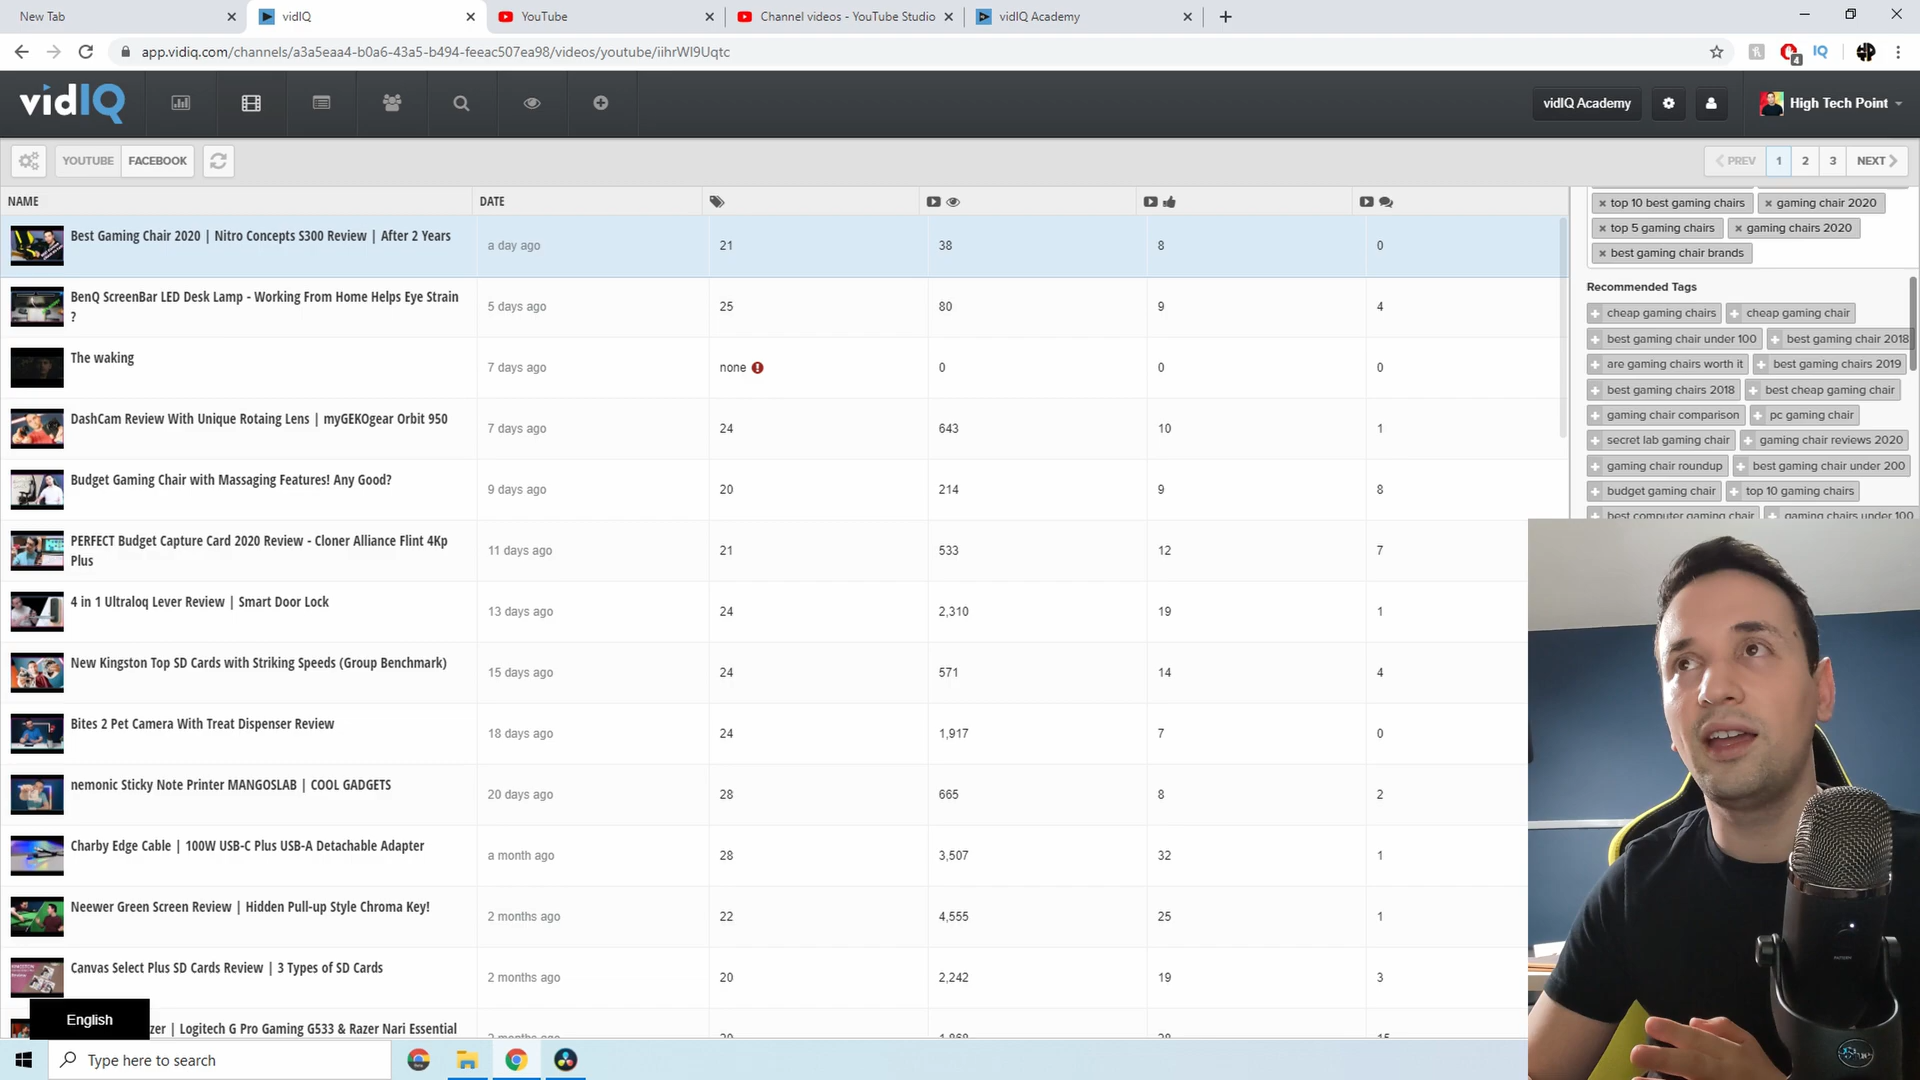 New Tab
vidIQ
YouTube
Channel videos - YouTube Studio
vidIQ Academy
app.vidiq.com/channels/a3a5eaa4-b0a6-43a5-b494-feeac507ea98/videos/youtube/iihrWI9Uqtc
4
IQ
vidIQ
vidIQ Academy
High Tech Point
YOUTUBE FACEBOOK
PREV 1 2 3 NEXT
NAME DATE
Best Gaming Chair 2020 | Nitro Concepts S300 Review | After 2 Years
a day ago 21 38 8 0
BenQ ScreenBar LED Desk Lamp - Working From Home Helps Eye Strain
?
5 days ago 25 80 9 4
The waking
7 days ago none 0 0 0
DashCam Review With Unique Rotaing Lens | myGEKOgear Orbit 950
7 days ago 24 643 10 1
Budget Gaming Chair with Massaging Features! Any Good?
9 days ago 20 214 9 8
PERFECT Budget Capture Card 2020 Review - Cloner Alliance Flint 4Kp
Plus
11 days ago 21 533 12 7
4 in 1 Ultraloq Lever Review | Smart Door Lock
13 days ago 24 2,310 19 1
New Kingston Top SD Cards with Striking Speeds (Group Benchmark)
15 days ago 24 571 14 4
Bites 2 Pet Camera With Treat Dispenser Review
18 days ago 24 1,917 7 0
nemonic Sticky Note Printer MANGOSLAB | COOL GADGETS
20 days ago 28 665 8 2
Charby Edge Cable | 100W USB-C Plus USB-A Detachable Adapter
a month ago 28 3,507 32 1
Neewer Green Screen Review | Hidden Pull-up Style Chroma Key!
2 months ago 22 4,555 25 1
Canvas Select Plus SD Cards Review | 3 Types of SD Cards
2 months ago 20 2,242 19 3
zer | Logitech G Pro Gaming G533 & Razer Nari Essential
top 10 best gaming chairs gaming chair 2020
top 5 gaming chairs gaming chairs 2020
best gaming chair brands
Recommended Tags
cheap gaming chairs cheap gaming chair
best gaming chair under 100 best gaming chair 2018
are gaming chairs worth it best gaming chairs 2019
best gaming chairs 2018 best cheap gaming chair
gaming chair comparison pc gaming chair
secret lab gaming chair gaming chair reviews 2020
gaming chair roundup best gaming chair under 200
budget gaming chair top 10 gaming chairs
best computer gaming chair gaming chairs under 100
English
Type here to search